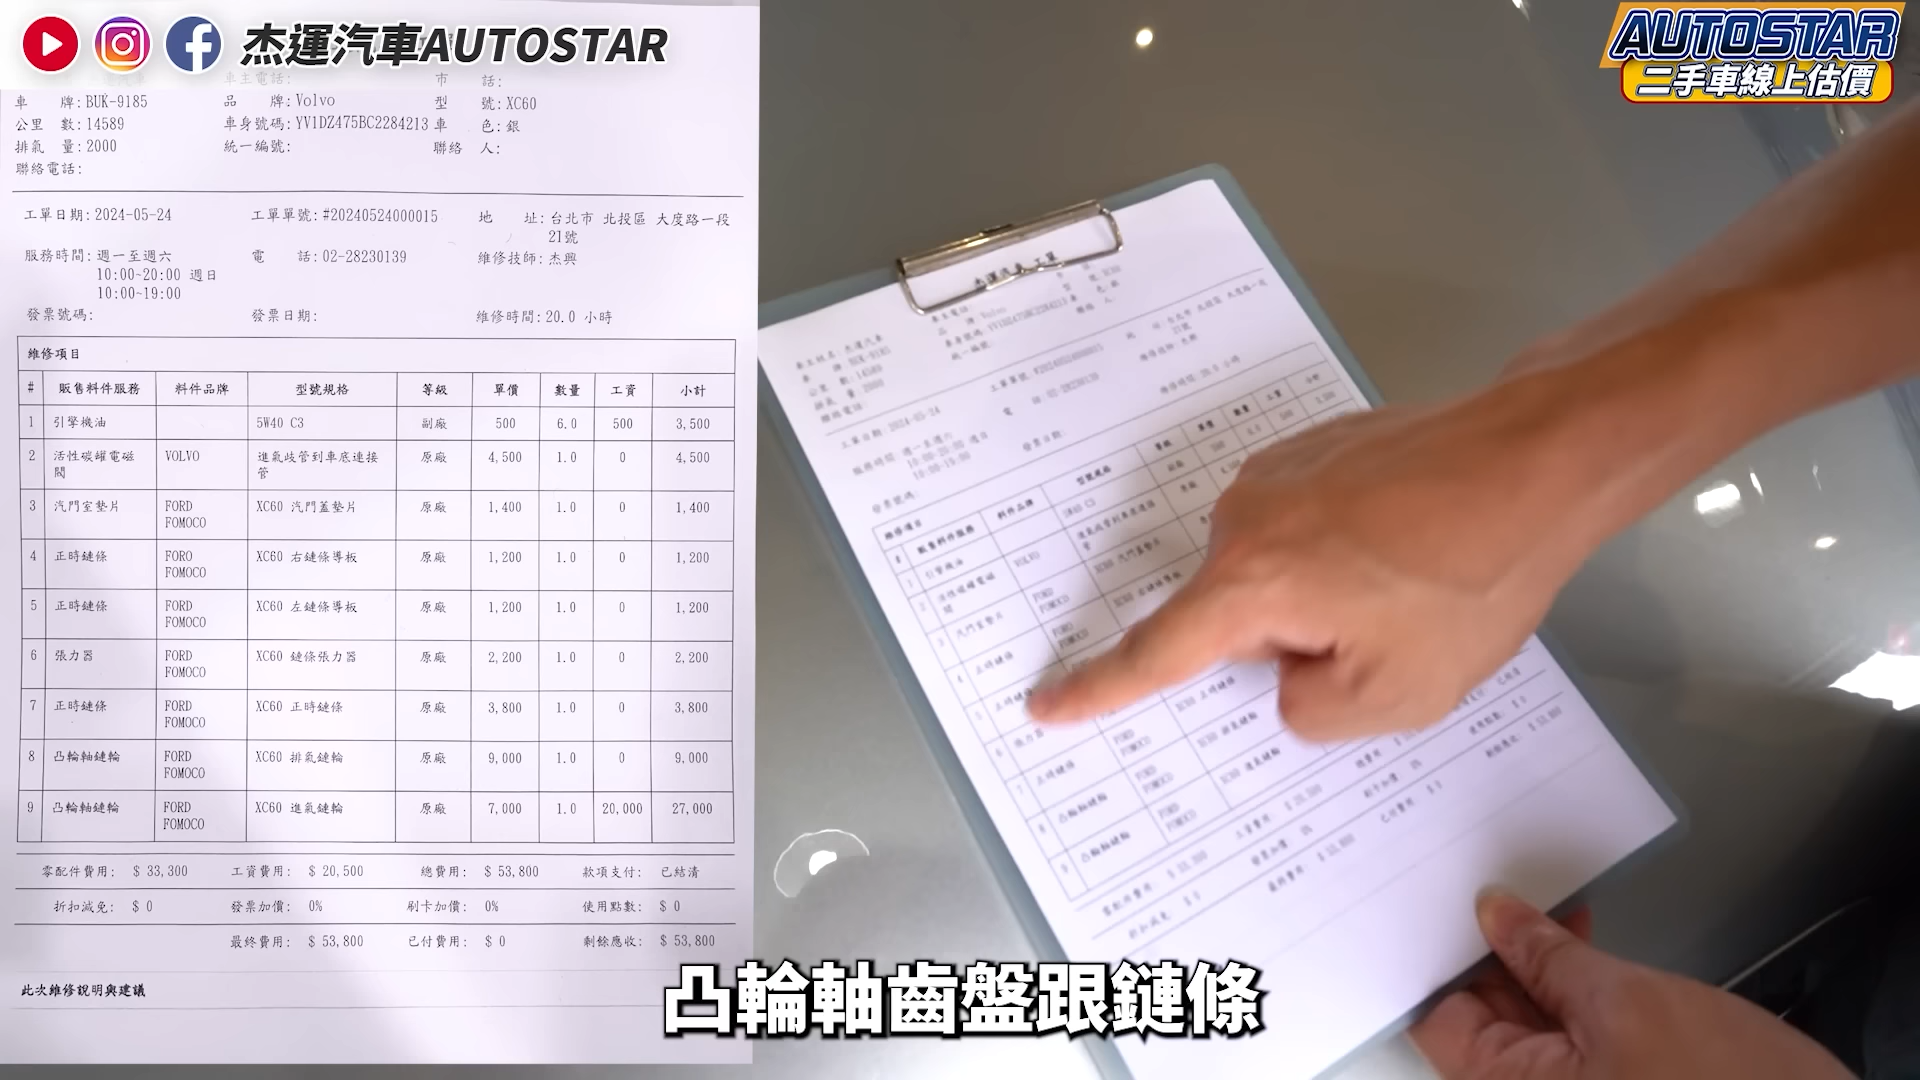 杰運汽車AUTOSTAR
AUTOSTAR
二手車線上估價
車主電話: 市 話:
車 牌:BUK-9185 品 牌:Volvo 型 號:XC60
公里 數:14589 車身號碼:YV1DZ475BC2284213 車 色:銀
排氣 量:2000 統一編號: 聯絡 人:
聯絡電話:
工單日期:2024-05-24 工單單號:#20240524000015 地 址:台北市 北投區 大度路一段
21號
服務時間:週一至週六 電 話:02-28230139 維修技師:杰興
10:00~20:00 週日
10:00~19:00
發票號碼: 發票日期: 維修時間:20.0 小時
維修項目
# 販售料件服務 料件品牌 型號規格 等級 單價 數量 工資 小計
1 引擎機油 5W40 C3 副廠 500 6.0 500 3,500
2 活性碳罐電磁 VOLVO 進氣歧管到車底連接 原廠 4,500 1.0 0 4,500
閥 管
3 汽門室墊片 FORD XC60 汽門蓋墊片 原廠 1,400 1.0 0 1,400
FOMOCO
4 正時鏈條 FORO XC60 右鏈條導板 原廠 1,200 1.0 0 1,200
FOMOCO
5 正時鏈條 FORD XC60 左鏈條導板 原廠 1,200 1.0 0 1,200
FOMOCO
6 張力器 FORD XC60 鏈條張力器 原廠 2,200 1.0 0 2,200
FOMOCO
7 正時鏈條 FORD XC60 正時鏈條 原廠 3,800 1.0 0 3,800
FOMOCO
8 凸輪軸鏈輪 FORD XC60 排氣鏈輪 原廠 9,000 1.0 0 9,000
FOMOCO
9 凸輪軸鏈輪 FORD XC60 進氣鏈輪 原廠 7,000 1.0 20,000 27,000
FOMOCO
零配件費用: $ 33,300 工資費用: $ 20,500 總費用: $ 53,800 款項支付: 已結清
折扣減免: $ 0 發票加價: 0% 刷卡加價: 0% 使用點數: $ 0
最終費用: $ 53,800 已付費用: $ 0 剩餘應收: $ 53,800
此次維修說明與建議
杰運汽車 工單
凸輪軸齒盤跟鏈條